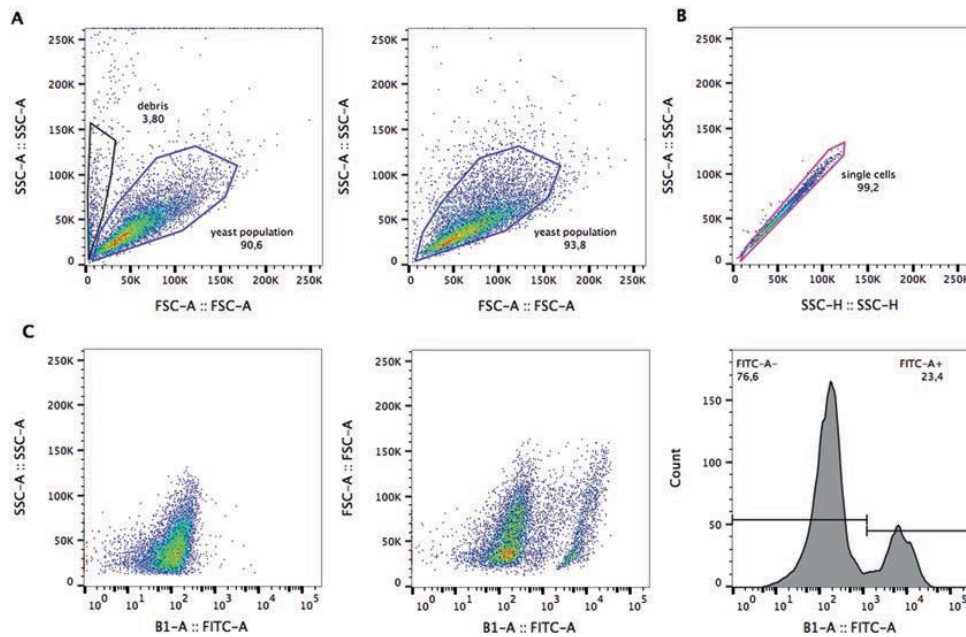 A
B
250K
200K
150K
100K
50K
0
SSC-A :: SSC-A
debris
3,80
yeast population
90,6
0 50K 100K 150K 200K 250K
FSC-A :: FSC-A
250K
200K
150K
100K
50K
0
SSC-A :: SSC-A
yeast population
93,8
0 50K 100K 150K 200K 250K
FSC-A :: FSC-A
250K
200K
150K
100K
50K
0
SSC-A :: SSC-A
single cells
99,2
0 50K 100K 150K 200K
SSC-H :: SSC-H
C
250K
200K
150K
100K
50K
0
SSC-A :: SSC-A
10⁰ 10¹ 10² 10³ 10⁴ 10⁵
B1-A :: FITC-A
250K
200K
150K
100K
50K
0
FSC-A :: FSC-A
10⁰ 10¹ 10² 10³ 10⁴ 10⁵
B1-A :: FITC-A
FITC-A-
76,6
FITC-A+
23,4
150
100
50
0
Count
10⁰ 10¹ 10² 10³ 10⁴ 10⁵
B1-A :: FITC-A